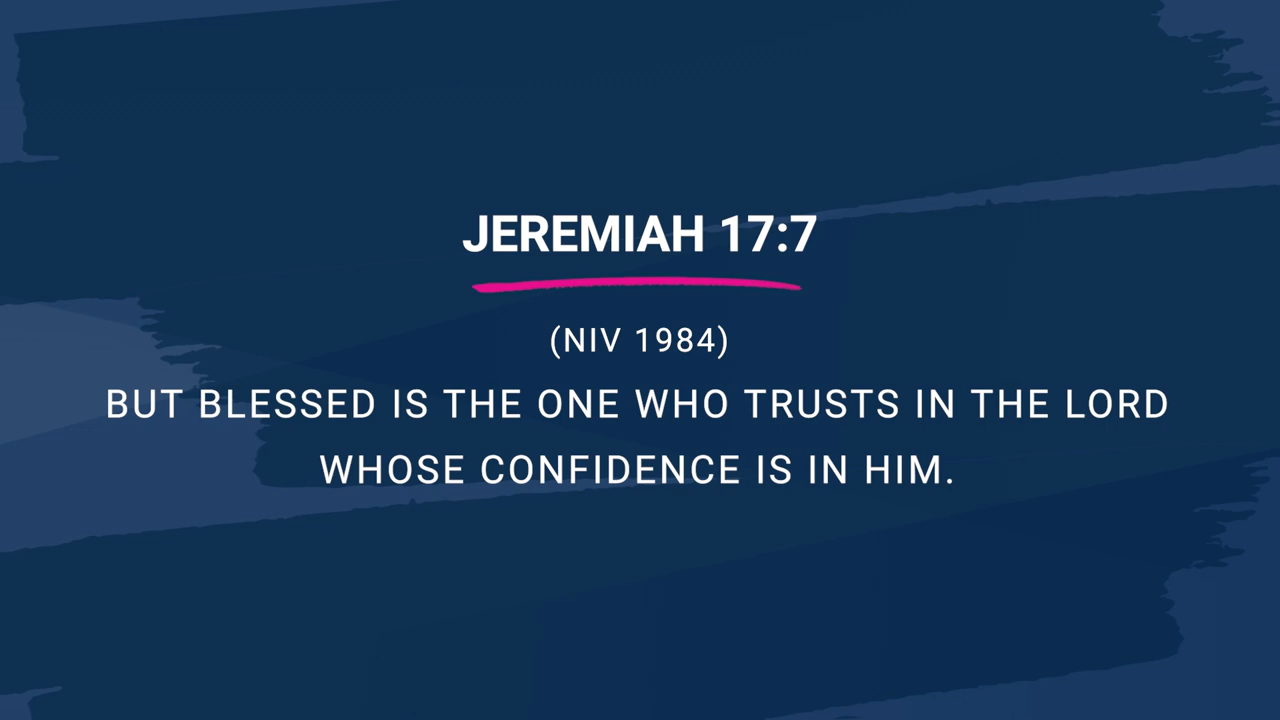 JEREMIAH 17:7
(NIV 1984)
BUT BLESSED IS THE ONE WHO TRUSTS IN THE LORD
WHOSE CONFIDENCE IS IN HIM.